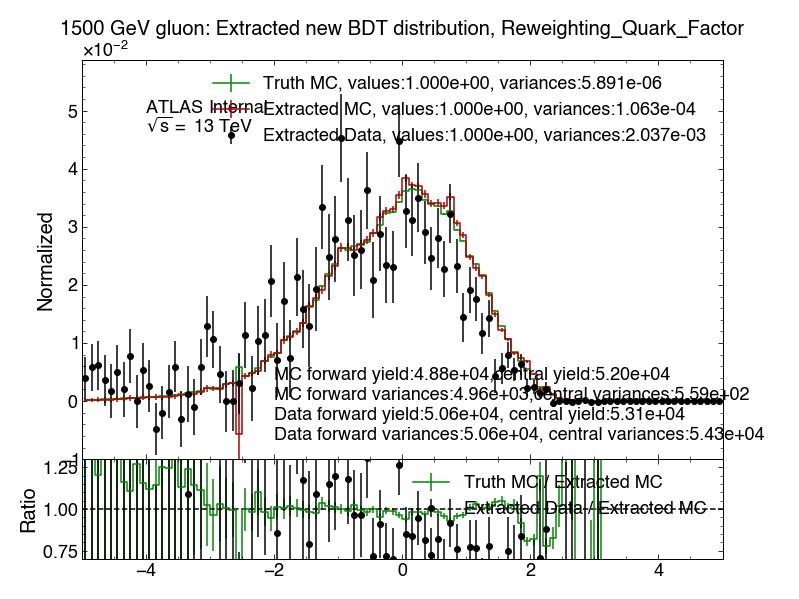 1500 GeV gluon: Extracted new BDT distribution, Reweighting_Quark_Factor
×10⁻²
Truth MC, values:1.000e+00, variances:5.891e-06
ATLAS Internal
Extracted MC, values:1.000e+00, variances:1.063e-04
√s = 13 TeV
Extracted Data, values:1.000e+00, variances:2.037e-03
5
4
3
2
1
0
1
Normalized
MC forward yield:4.88e+04, central yield:5.20e+04
MC forward variances:4.96e+03, central variances:5.59e+02
Data forward yield:5.06e+04, central yield:5.31e+04
Data forward variances:5.06e+04, central variances:5.43e+04
1.25
1.00
0.75
Ratio
Truth MC / Extracted MC
Extracted Data / Extracted MC
−4 −2 0 2 4